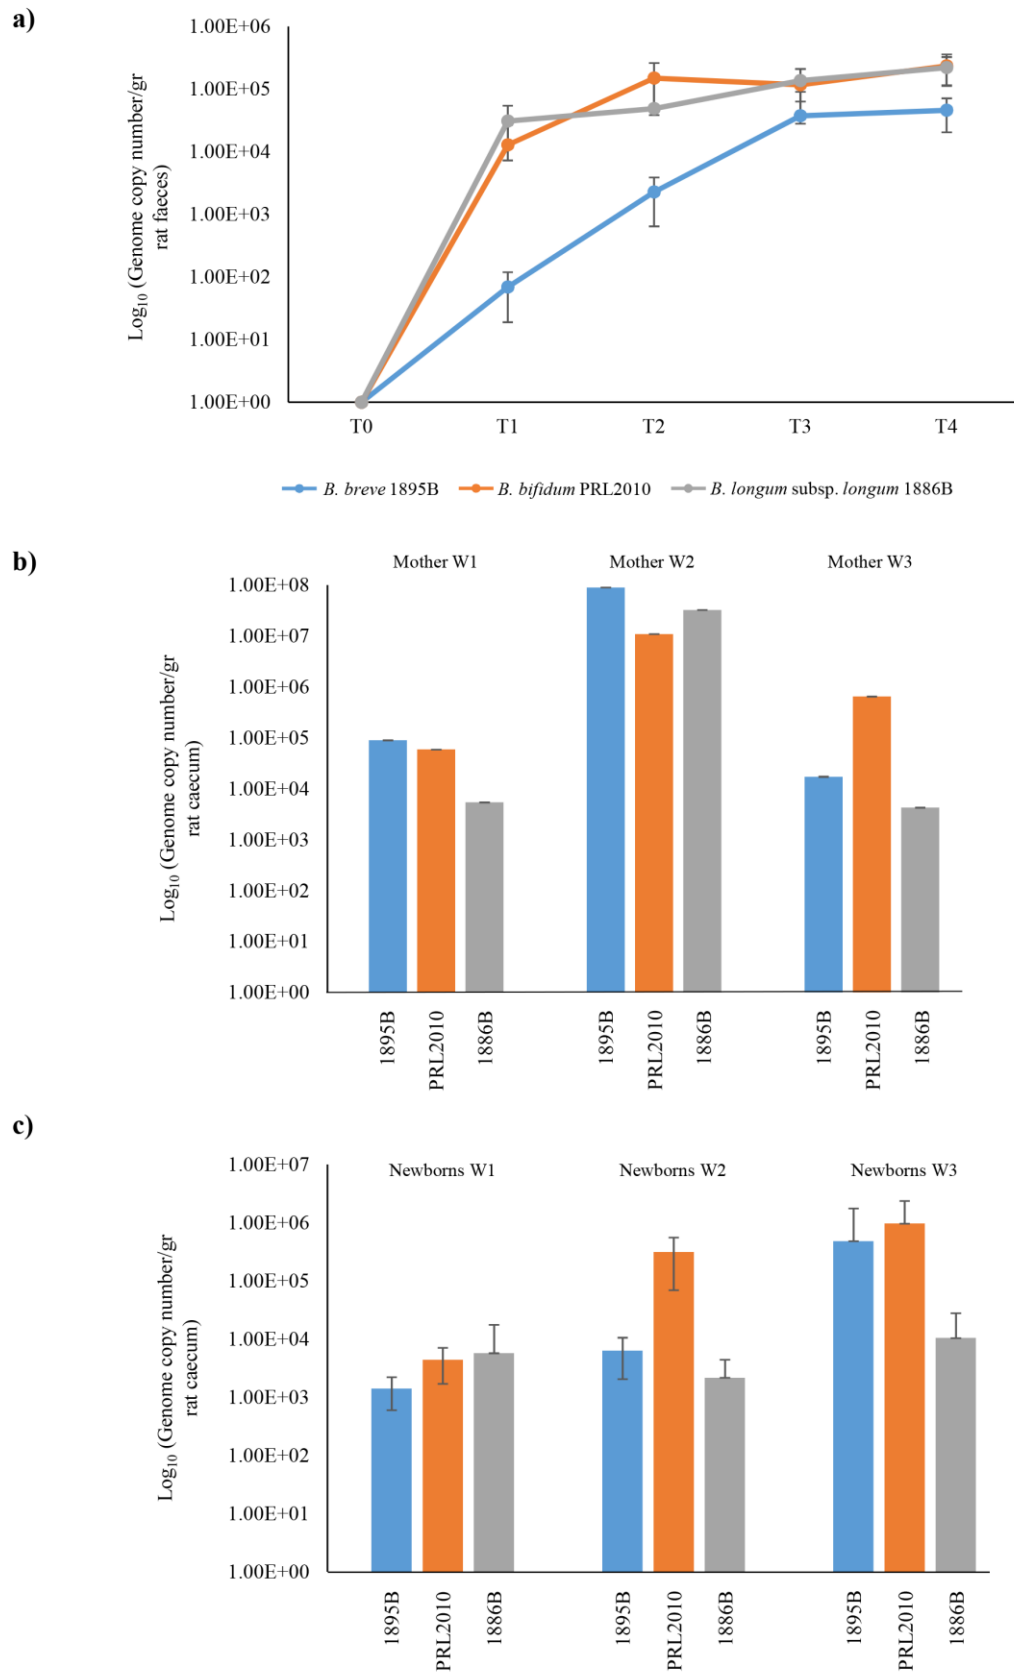 a)
Log10 (Genome copy number/gr
rat faeces)
1.00E+06
1.00E+05
1.00E+04
1.00E+03
1.00E+02
1.00E+01
1.00E+00
T0 T1 T2 T3 T4
B. breve 1895B B. bifidum PRL2010 B. longum subsp. longum 1886B
b)
Mother W1 Mother W2 Mother W3
Log10 (Genome copy number/gr
rat caecum)
1.00E+08
1.00E+07
1.00E+06
1.00E+05
1.00E+04
1.00E+03
1.00E+02
1.00E+01
1.00E+00
1895B PRL2010 1886B 1895B PRL2010 1886B 1895B PRL2010 1886B
c)
Newborns W1 Newborns W2 Newborns W3
Log10 (Genome copy number/gr
rat caecum)
1.00E+07
1.00E+06
1.00E+05
1.00E+04
1.00E+03
1.00E+02
1.00E+01
1.00E+00
1895B PRL2010 1886B 1895B PRL2010 1886B 1895B PRL2010 1886B